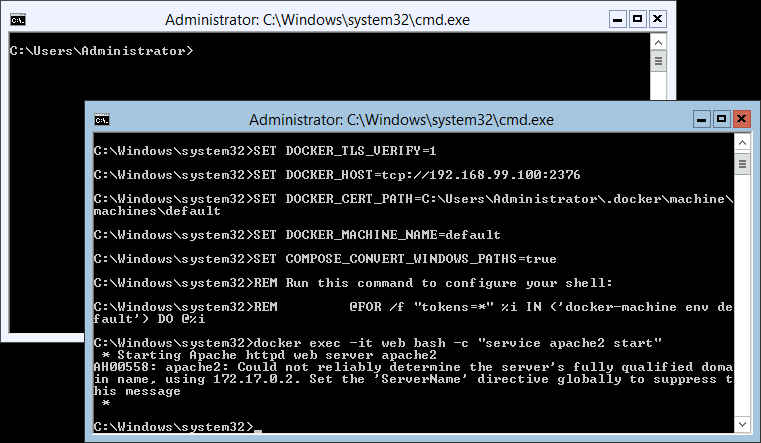 Administrator: C:\Windows\system32\cmd.exe
C:\Users\Administrator>
Administrator: C:\Windows\system32\cmd.exe
C:\Windows\system32>SET DOCKER_TLS_VERIFY=1
C:\Windows\system32>SET DOCKER_HOST=tcp://192.168.99.100:2376
C:\Windows\system32>SET DOCKER_CERT_PATH=C:\Users\Administrator\.docker\machine\
machines\default
C:\Windows\system32>SET DOCKER_MACHINE_NAME=default
C:\Windows\system32>SET COMPOSE_CONVERT_WINDOWS_PATHS=true
C:\Windows\system32>REM Run this command to configure your shell:
C:\Windows\system32>REM         @FOR /f "tokens=*" %i IN ('docker-machine env de
fault') DO @%i
C:\Windows\system32>docker exec -it web bash -c "service apache2 start"
 * Starting Apache httpd web server apache2
AH00558: apache2: Could not reliably determine the server's fully qualified doma
in name, using 172.17.0.2. Set the 'ServerName' directive globally to suppress t
his message
 *
C:\Windows\system32>_